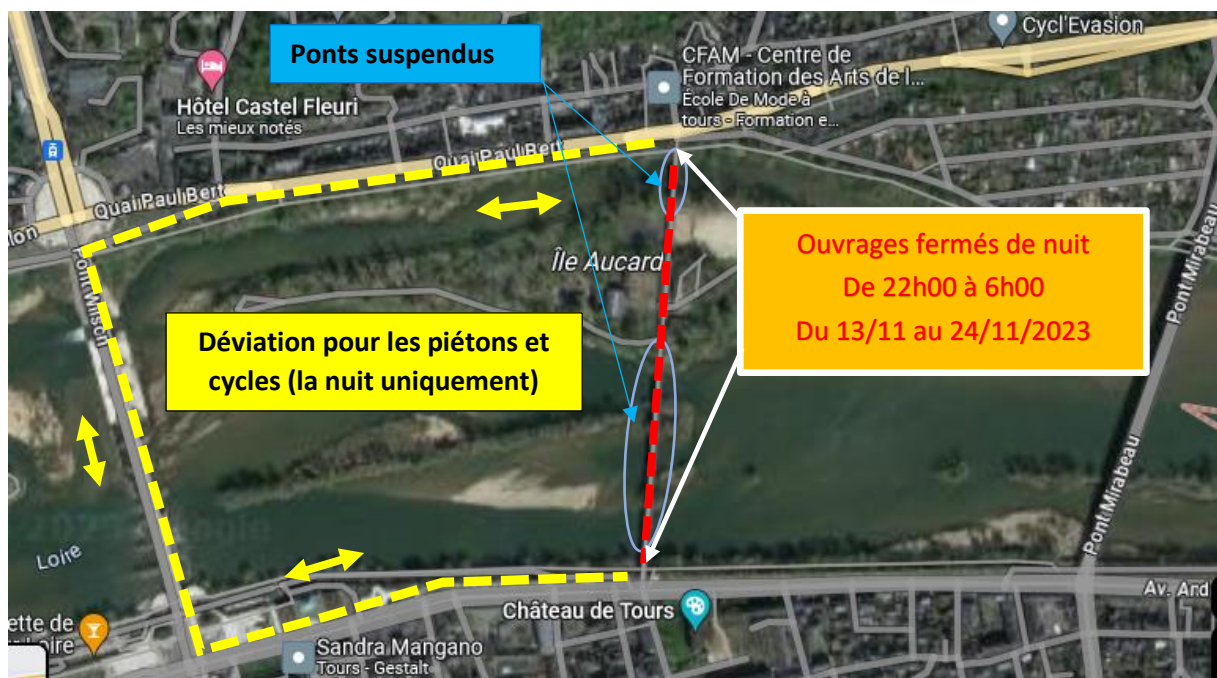 Ponts suspendus
Cycl'Evasion
CFAM - Centre de
Formation des Arts de l...
École De Mode à
tours - Formation e...
Hôtel Castel Fleuri
Les mieux notés
Quai Paul Bert
Quai Paul Bert
Pont Mirabeau
Île Aucard
Ouvrages fermés de nuit
De 22h00 à 6h00
Du 13/11 au 24/11/2023
Déviation pour les piétons et
cycles (la nuit uniquement)
Pont Mirabeau
Loire
Av. Ard
Château de Tours
ette de
Loire
Sandra Mangano
Tours - Gestalt